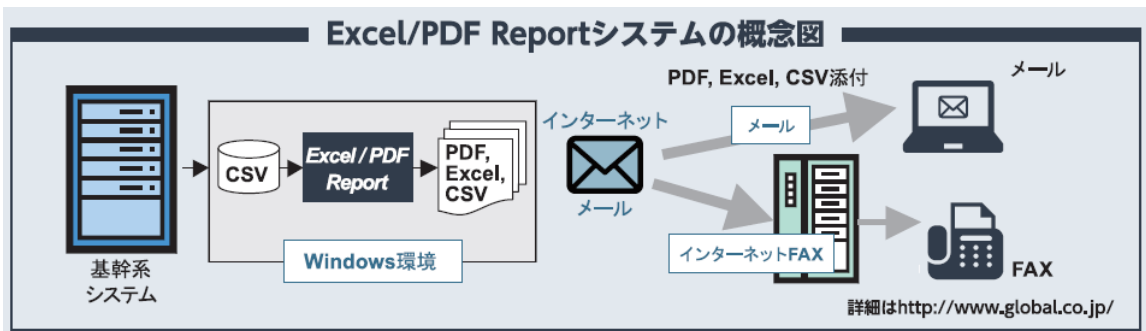 Excel/PDF Reportシステムの概念図
基幹系
システム
CSV
Excel / PDF
Report
PDF,
Excel,
CSV
Windows環境
インターネット
メール
PDF, Excel, CSV添付
メール
メール
インターネットFAX
FAX
詳細はhttp://www.global.co.jp/